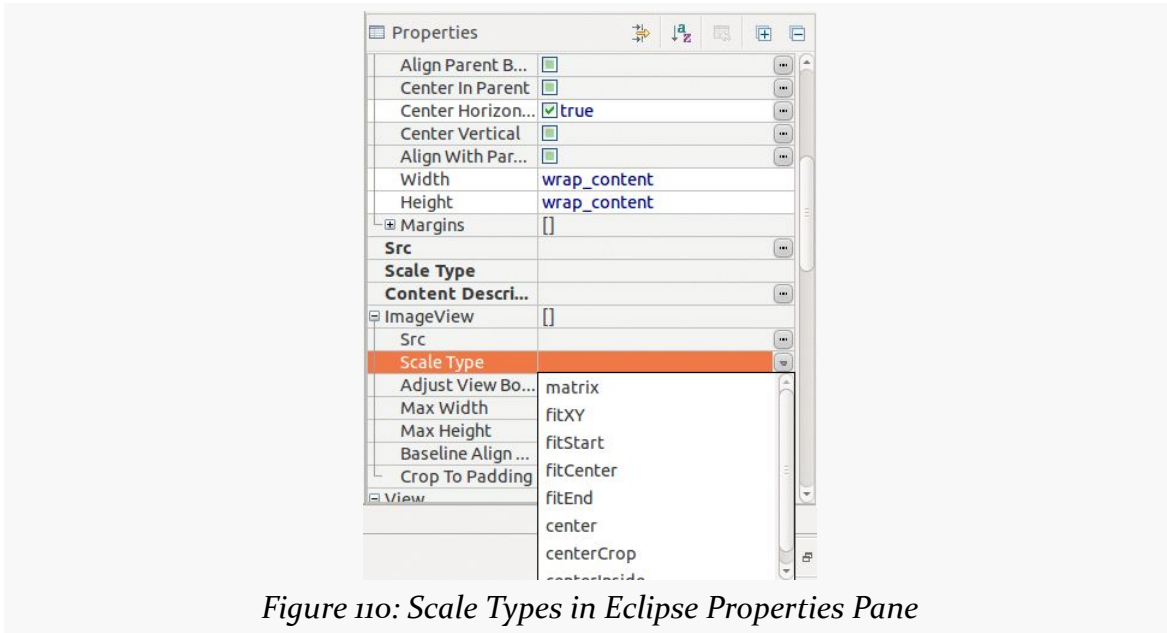 Properties
Align Parent B...
Center In Parent
Center Horizon... true
Center Vertical
Align With Par...
Width wrap_content
Height wrap_content
Margins []
Src
Scale Type
Content Descri...
ImageView []
Src
Scale Type
Adjust View Bo...
Max Width
Max Height
Baseline Align ...
Crop To Padding
View
matrix
fitXY
fitStart
fitCenter
fitEnd
center
centerCrop
centerInside
Figure 110: Scale Types in Eclipse Properties Pane